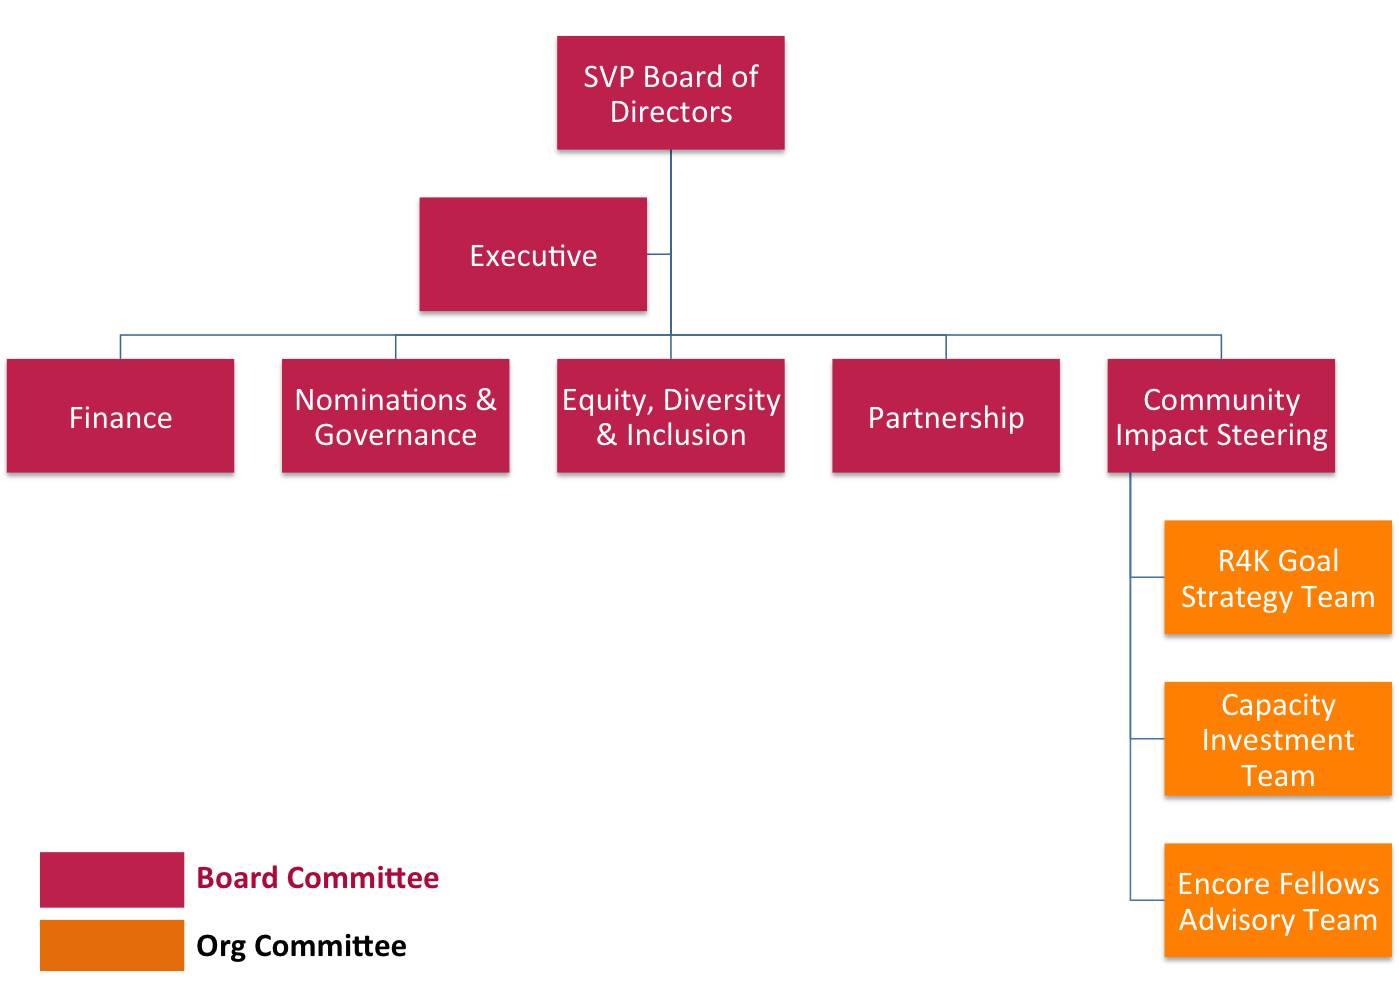 SVP Board of
Directors
Executive
Finance
Nominations &
Governance
Equity, Diversity
& Inclusion
Partnership
Community
Impact Steering
R4K Goal
Strategy Team
Capacity
Investment
Team
Encore Fellows
Advisory Team
Board Committee
Org Committee